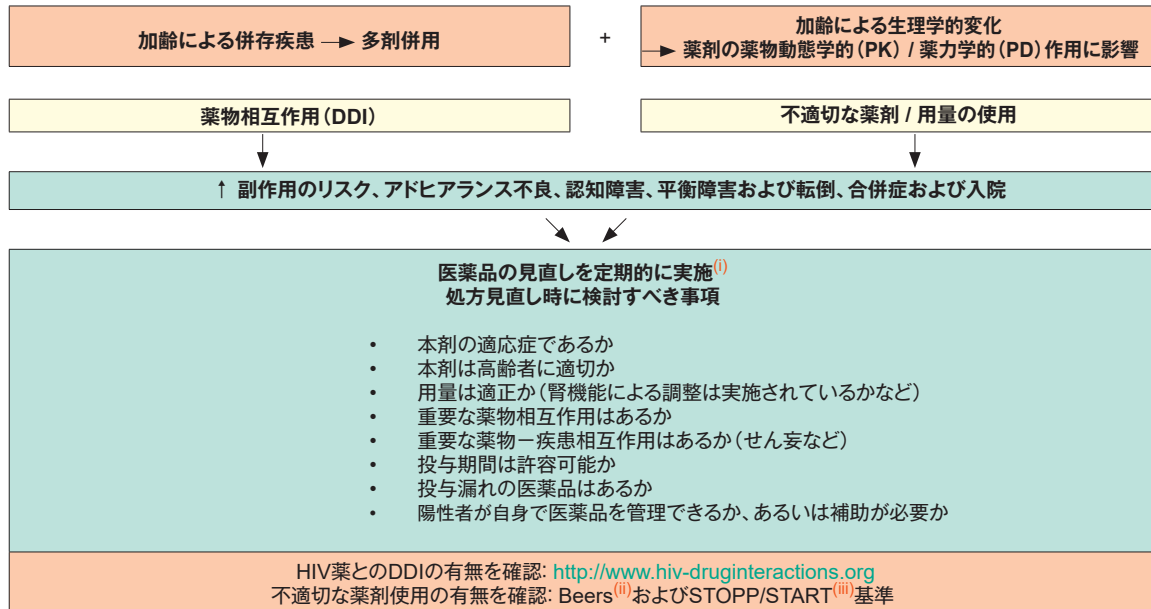 加齢による併存疾患 → 多剤併用
+
加齢による生理学的変化
→ 薬剤の薬物動態学的(PK) / 薬力学的(PD)作用に影響
薬物相互作用(DDI)
不適切な薬剤 / 用量の使用
↑ 副作用のリスク、アドヒアランス不良、認知障害、平衡障害および転倒、合併症および入院
医薬品の見直しを定期的に実施(i)
処方見直し時に検討すべき事項
• 本剤の適応症であるか
• 本剤は高齢者に適切か
• 用量は適正か(腎機能による調整は実施されているかなど)
• 重要な薬物相互作用はあるか
• 重要な薬物−疾患相互作用はあるか(せん妄など)
• 投与期間は許容可能か
• 投与漏れの医薬品はあるか
• 陽性者が自身で医薬品を管理できるか、あるいは補助が必要か
HIV薬とのDDIの有無を確認: http://www.hiv-druginteractions.org
不適切な薬剤使用の有無を確認: Beers(ii)およびSTOPP/START(iii)基準